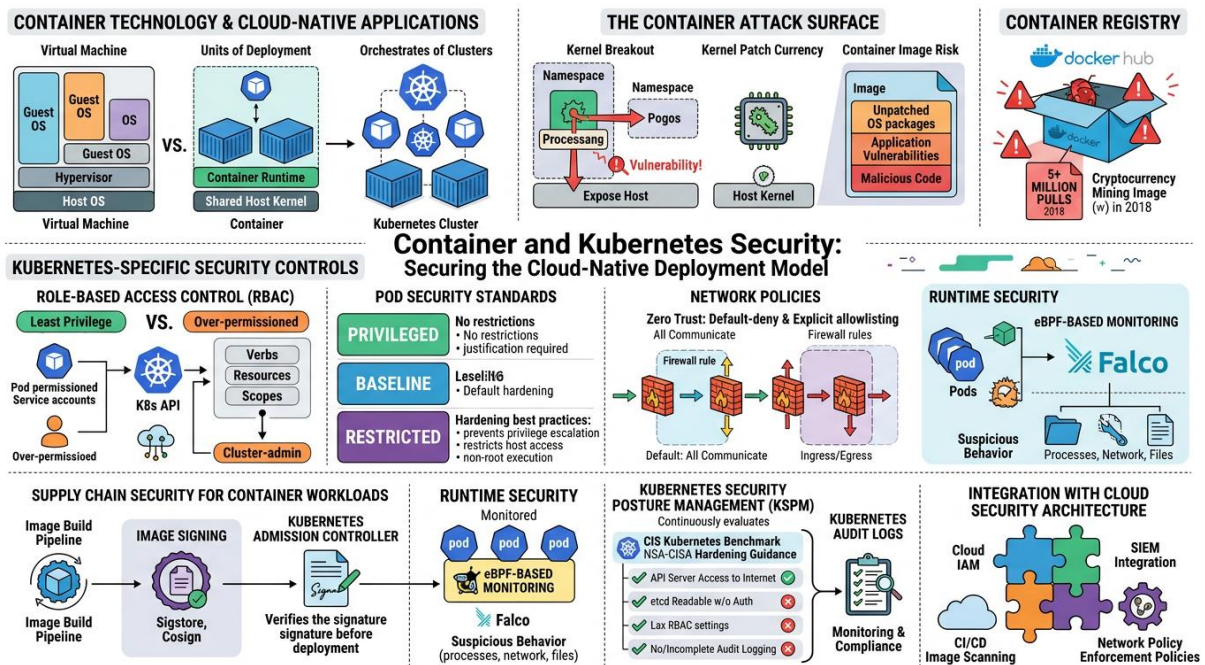 CONTAINER TECHNOLOGY & CLOUD-NATIVE APPLICATIONS
Virtual Machine
Guest OS
Guest OS
OS
Guest OS
Hypervisor
Host OS
Virtual Machine
VS.
Units of Deployment
Container Runtime
Shared Host Kernel
Container
Orchestrates of Clusters
Kubernetes Cluster
THE CONTAINER ATTACK SURFACE
Kernel Breakout
Namespace
Processang
Namespace
Pogos
Vulnerability!
Expose Host
Kernel Patch Currency
Host Kernel
Container Image Risk
Image
Unpatched
OS packages
Application
Vulnerabilities
Malicious Code
CONTAINER REGISTRY
docker hub
docker
5+
MILLION
PULLS
2018
Cryptocurrency
Mining Image
(w) in 2018
Container and Kubernetes Security:
Securing the Cloud-Native Deployment Model
KUBERNETES-SPECIFIC SECURITY CONTROLS
ROLE-BASED ACCESS CONTROL (RBAC)
Least Privilege
VS.
Over-permissioned
Pod permissioned
Service accounts
Over-permissioed
K8s API
Verbs
Resources
Scopes
Cluster-admin
POD SECURITY STANDARDS
PRIVILEGED
No restrictions
• No restrictions
• justification required
BASELINE
• Default hardening
RESTRICTED
Hardening best practices:
• prevents privilege escalation
• restricts host access
• non-root execution
NETWORK POLICIES
Zero Trust: Default-deny & Explicit allowlisting
All Communicate
Firewall rules
Firewall rule
Default: All Communicate
Ingress/Egress
RUNTIME SECURITY
eBPF-BASED MONITORING
pod
Pods
Falco
Suspicious
Behavior
Processes, Network, Files
SUPPLY CHAIN SECURITY FOR CONTAINER WORKLOADS
Image Build
Pipeline
Image Build
Pipeline
IMAGE SIGNING
Sigstore,
Cosign
KUBERNETES
ADMISSION CONTROLLER
Verifies the signature
signature before
deployment
RUNTIME SECURITY
Monitored
pod
pod
pod
eBPF-BASED
MONITORING
Falco
Suspicious Behavior
(processes, network, files)
KUBERNETES SECURITY
POSTURE MANAGEMENT (KSPM)
Continuously evaluates
CIS Kubernetes Benchmark
NSA-CISA Hardening Guidance
API Server Access to Internet
etcd Readable w/o Auth
Lax RBAC settings
No/Incomplete Audit Logging
KUBERNETES
AUDIT LOGS
Monitoring &
Compliance
INTEGRATION WITH CLOUD
SECURITY ARCHITECTURE
Cloud
IAM
SIEM
Integration
CI/CD
Image Scanning
Network Policy
Enforcement Policies